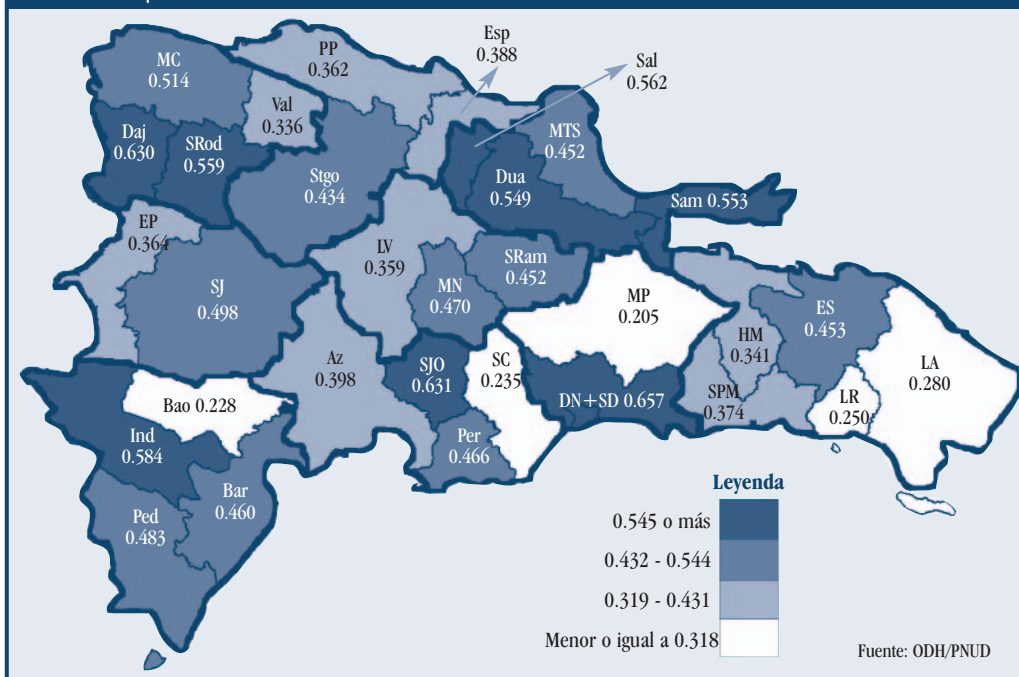 Esp
0.388
Sal
0.562
PP
0.362
MC
0.514
Val
0.336
MTS
0.452
Daj
0.630
SRod
0.559
Stgo
0.434
Dua
0.549
Sam 0.553
EP
0.364
LV
0.359
SRam
0.452
SJ
0.498
MN
0.470
MP
0.205
ES
0.453
HM
0.341
LA
0.280
Az
0.398
SJO
0.631
SC
0.235
SPM
0.374
LR
0.250
DN+SD 0.657
Bao 0.228
Ind
0.584
Per
0.466
Bar
0.460
Ped
0.483
Leyenda
0.545 o más
0.432 - 0.544
0.319 - 0.431
Menor o igual a 0.318
Fuente: ODH/PNUD